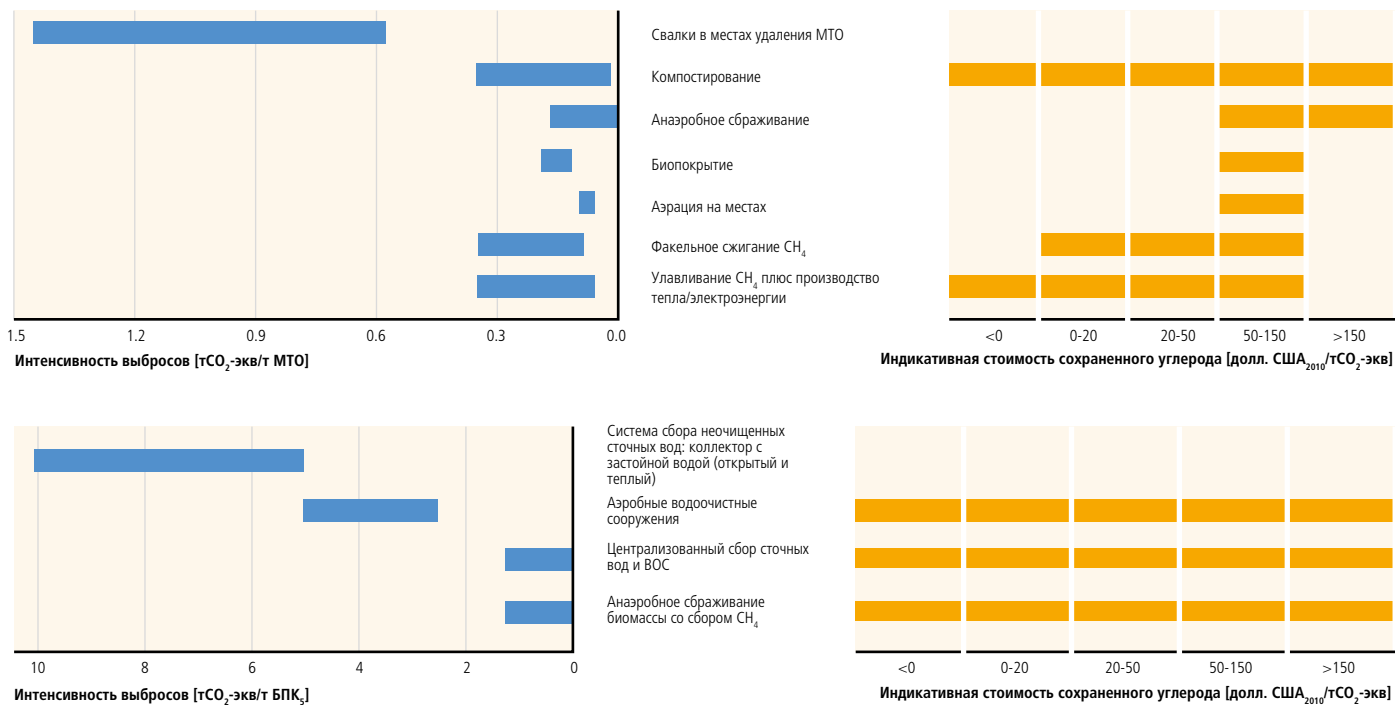 Свалки в местах удаления МТО
Компостирование
Анаэробное сбраживание
Биопокрытие
Аэрация на местах
Факельное сжигание CH₄
Улавливание CH₄ плюс производство
тепла/электроэнергии
1.5 1.2 0.9 0.6 0.3 0.0
Интенсивность выбросов [тCO₂-экв/т МТО]
<0 0-20 20-50 50-150 >150
Индикативная стоимость сохраненного углерода [долл. США₂₀₁₀/тCO₂-экв]
Система сбора неочищенных
сточных вод: коллектор с
застойной водой (открытый и
теплый)
Аэробные водоочистные
сооружения
Централизованный сбор сточных
вод и ВОС
Анаэробное сбраживание
биомассы со сбором CH₄
10 8 6 4 2 0
Интенсивность выбросов [тCO₂-экв/т БПК₅]
<0 0-20 20-50 50-150 >150
Индикативная стоимость сохраненного углерода [долл. США₂₀₁₀/тCO₂-экв]